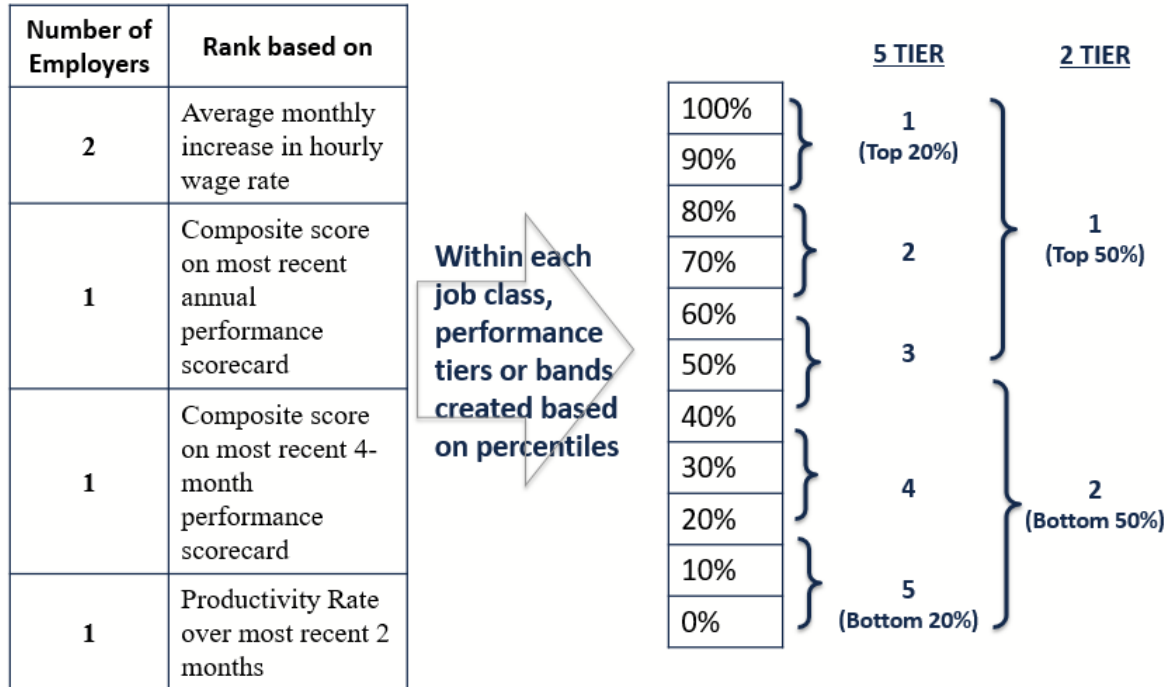 Number of
Employers
Rank based on
2
Average monthly
increase in hourly
wage rate
1
Composite score
on most recent
annual
performance
scorecard
1
Composite score
on most recent 4-
month
performance
scorecard
1
Productivity Rate
over most recent 2
months
Within each
job class,
performance
tiers or bands
created based
on percentiles
100%
90%
80%
70%
60%
50%
40%
30%
20%
10%
0%
5 TIER
1
(Top 20%)
2
3
4
5
(Bottom 20%)
2 TIER
1
(Top 50%)
2
(Bottom 50%)